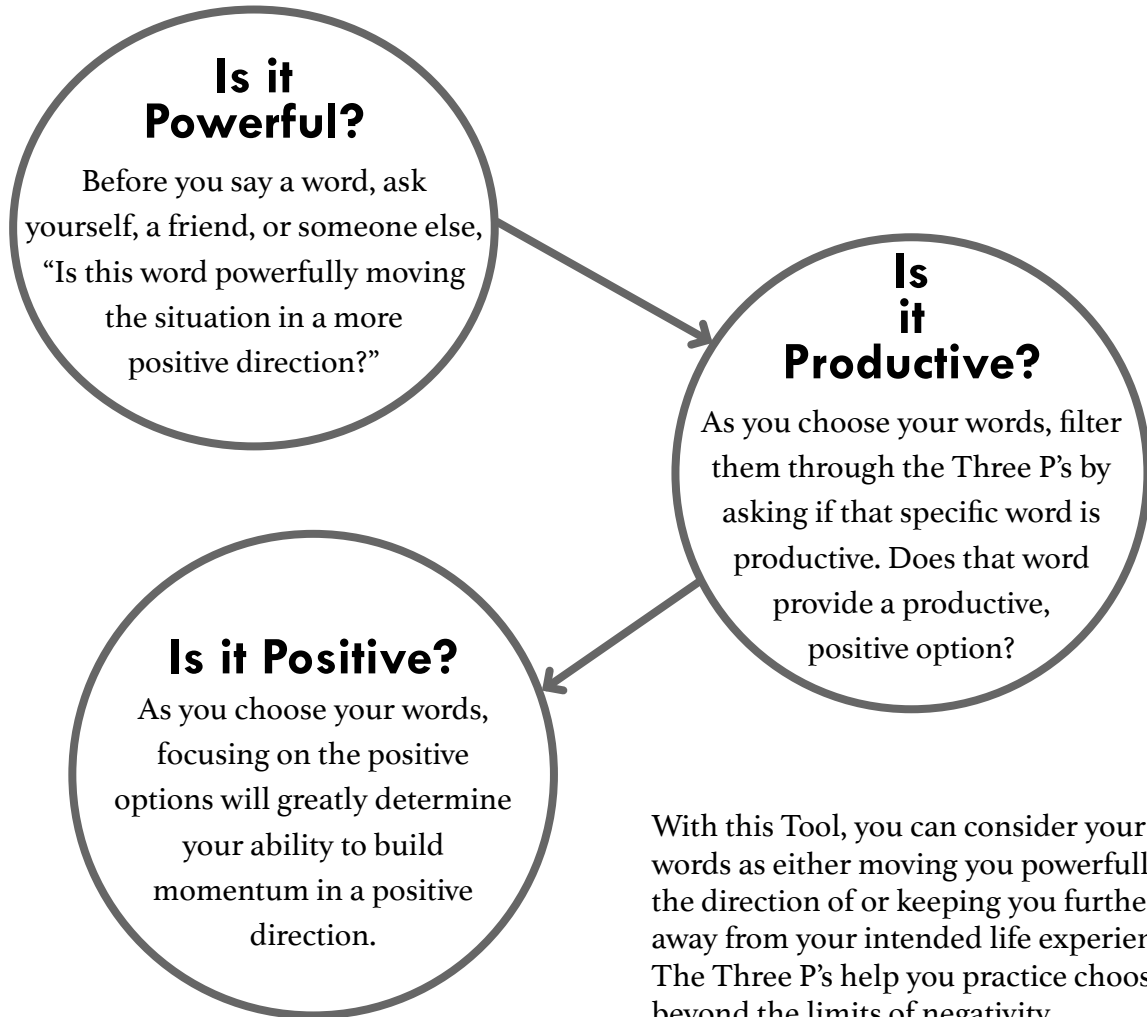 Is it
Powerful?
Before you say a word, ask
yourself, a friend, or someone else,
“Is this word powerfully moving
the situation in a more
positive direction?”
Is
it
Productive?
As you choose your words, filter
them through the Three P’s by
asking if that specific word is
productive. Does that word
provide a productive,
positive option?
Is it Positive?
As you choose your words,
focusing on the positive
options will greatly determine
your ability to build
momentum in a positive
direction.
With this Tool, you can consider your
words as either moving you
the direction of or keeping you
away from your intended life
The Three P’s help you practice
beyond the limits of negativity